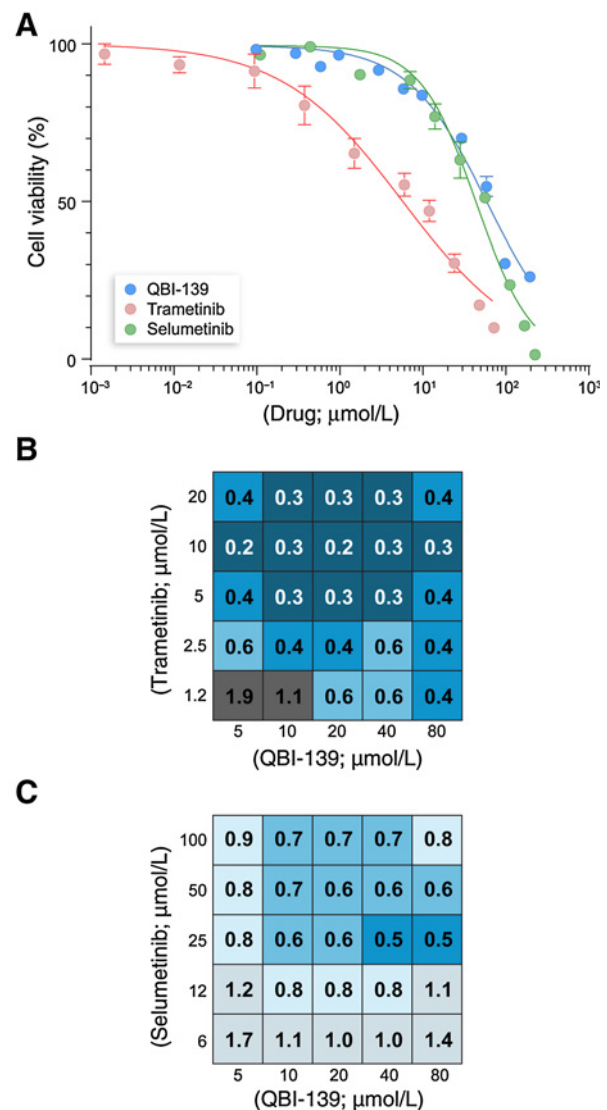 A
100
50
0
Cell viability (%)
QBI-139
Trametinib
Selumetinib
10⁻³ 10⁻² 10⁻¹ 10⁰ 10¹ 10² 10³
(Drug; μmol/L)
B
(Trametinib; μmol/L)
20 0.4 0.3 0.3 0.3 0.4
10 0.2 0.3 0.2 0.3 0.3
5 0.4 0.3 0.3 0.3 0.4
2.5 0.6 0.4 0.4 0.6 0.4
1.2 1.9 1.1 0.6 0.6 0.4
5 10 20 40 80
(QBI-139; μmol/L)
C
(Selumetinib; μmol/L)
100 0.9 0.7 0.7 0.7 0.8
50 0.8 0.7 0.6 0.6 0.6
25 0.8 0.6 0.6 0.5 0.5
12 1.2 0.8 0.8 0.8 1.1
6 1.7 1.1 1.0 1.0 1.4
5 10 20 40 80
(QBI-139; μmol/L)